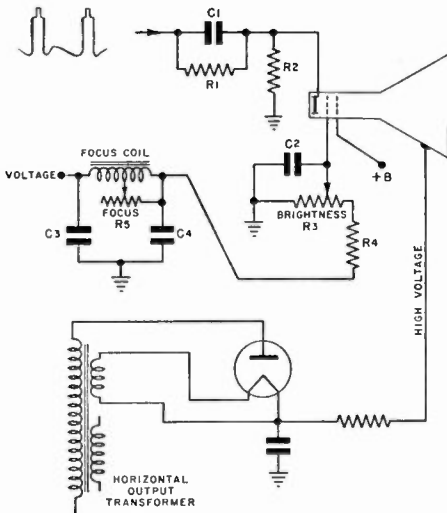 C1
R1
R2
C2
+B
FOCUS COIL
VOLTAGE
FOCUS
R5
BRIGHTNESS
R3
R4
C3
C4
HIGH VOLTAGE
HORIZONTAL
OUTPUT
TRANSFORMER